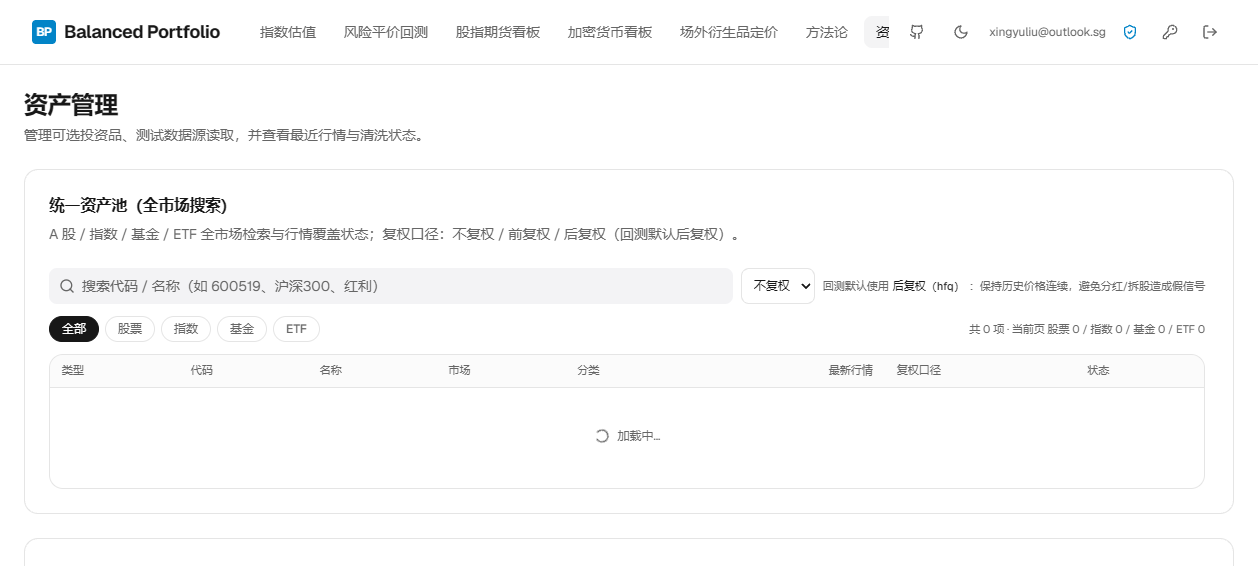 BP Balanced Portfolio 指数估值 风险平价回测 股指期货看板 加密货币看板 场外衍生品定价 方法论 资 xingyuliu@outlook.sg
资产管理
管理可选投资品、测试数据源读取，并查看最近行情与清洗状态。
统一资产池（全市场搜索）
A 股 / 指数 / 基金 / ETF 全市场检索与行情覆盖状态；复权口径：不复权 / 前复权 / 后复权（回测默认后复权）。
搜索代码 / 名称（如 600519、沪深300、红利） 不复权 回测默认使用 后复权（hfq）：保持历史价格连续，避免分红/拆股造成假信号
全部 股票 指数 基金 ETF 共 0 项 · 当前页 股票 0 / 指数 0 / 基金 0 / ETF 0
类型 代码 名称 市场 分类 最新行情 复权口径 状态
加载中...